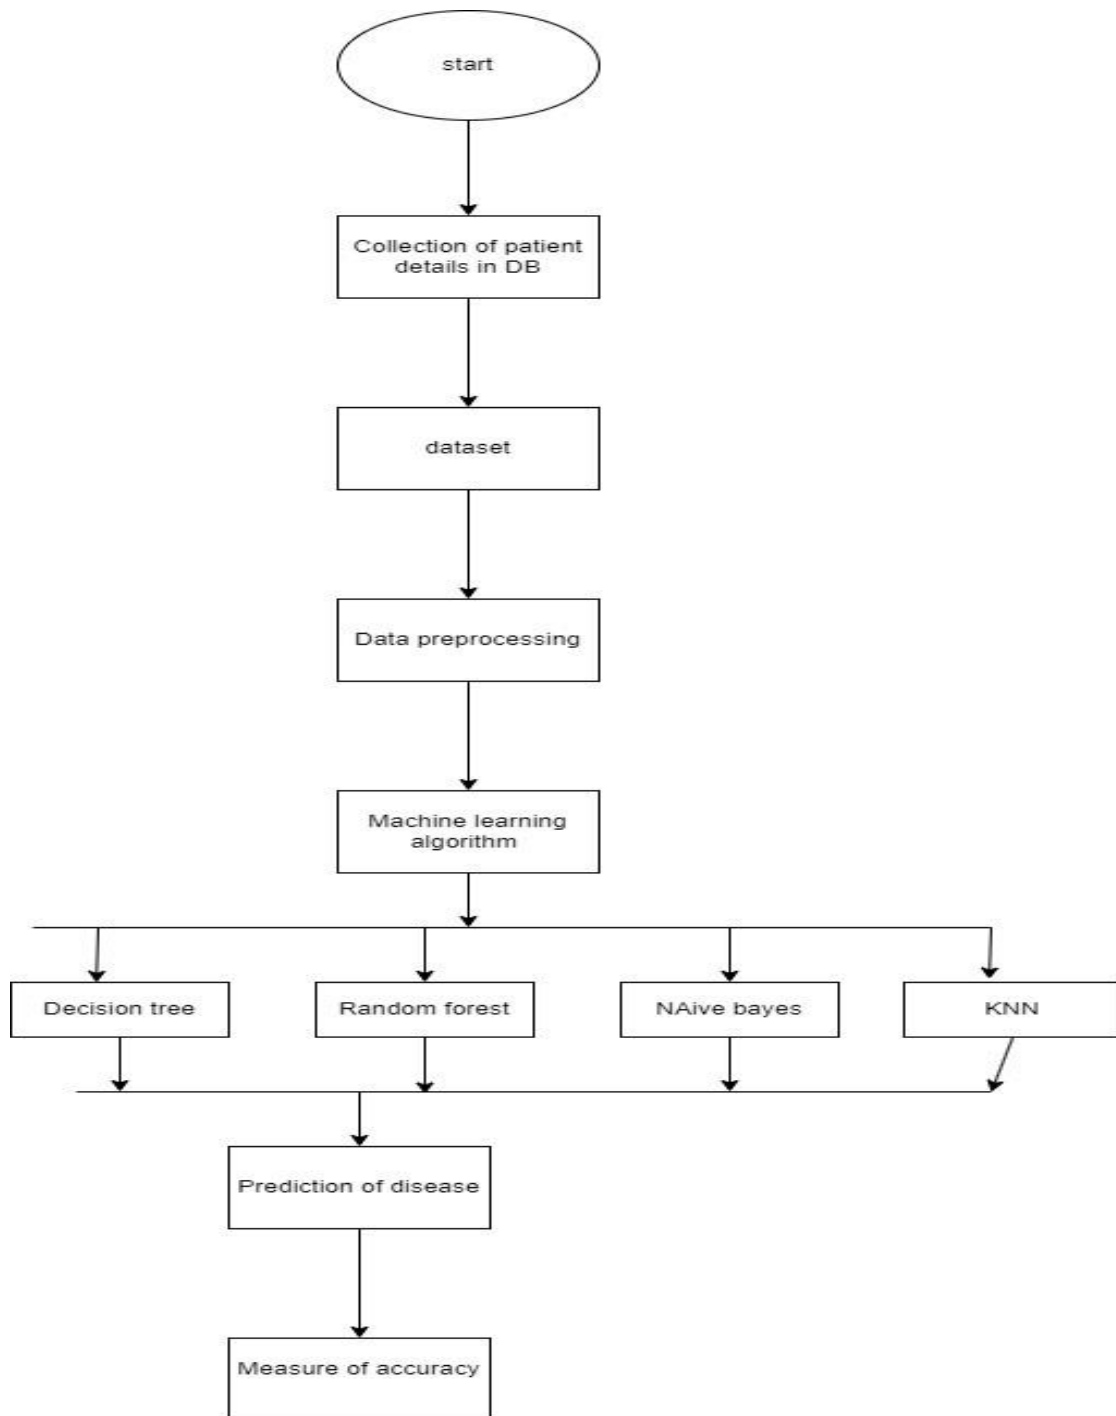 start
Collection of patient
details in DB
dataset
Data preprocessing
Machine learning
algorithm
Decision tree
Random forest
NAive bayes
KNN
Prediction of disease
Measure of accuracy